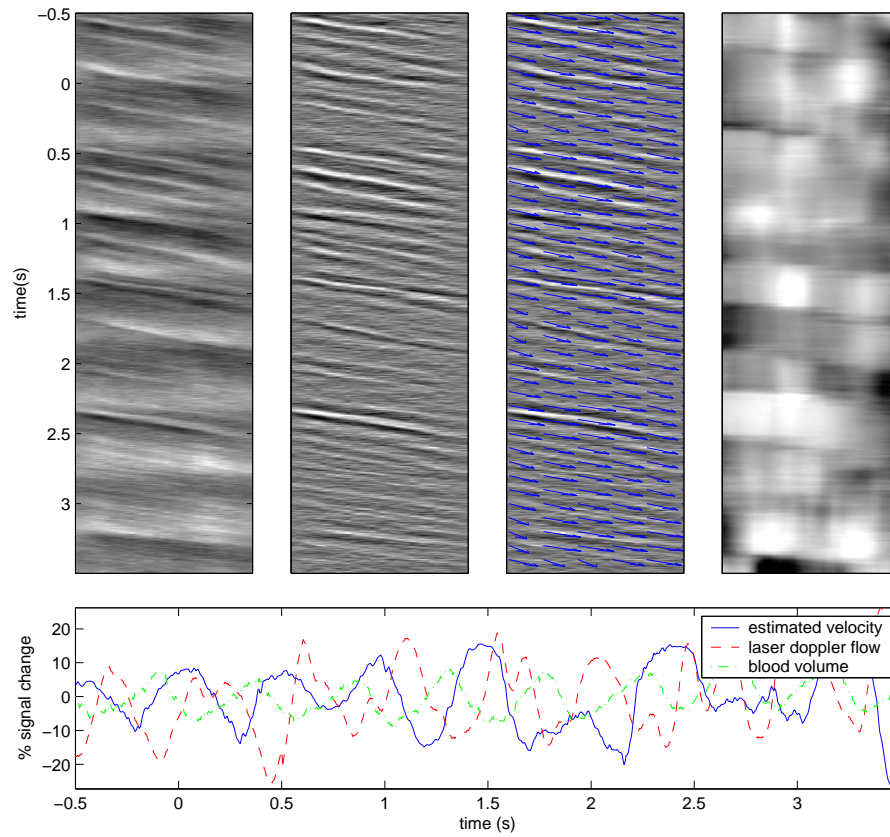 −0.5
0
0.5
1
1.5
2
2.5
3
time(s)
20
10
0
−10
−20
% signal change
estimated velocity
laser doppler flow
blood volume
−0.5 0 0.5 1 1.5 2 2.5 3
time (s)